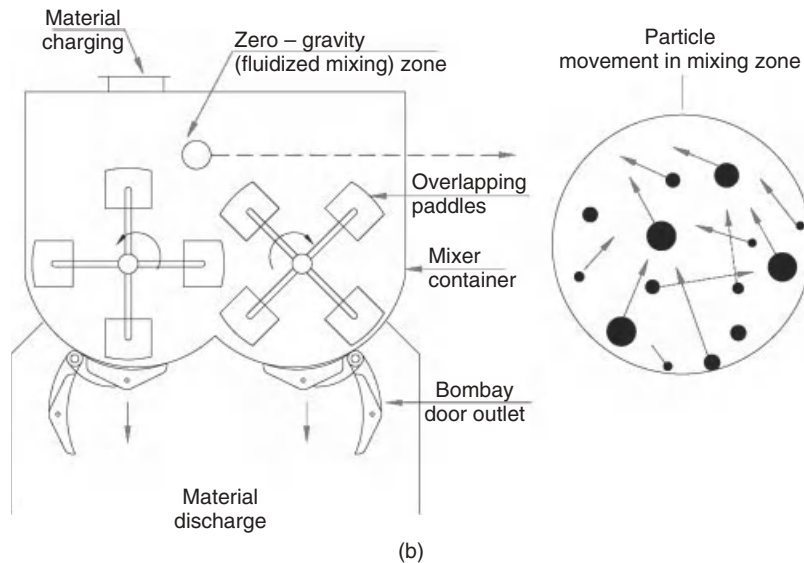 Material
charging
Zero – gravity
(fluidized mixing) zone
Particle
movement in mixing zone
Overlapping
paddles
Mixer
container
Bombay
door outlet
Material
discharge
(b)